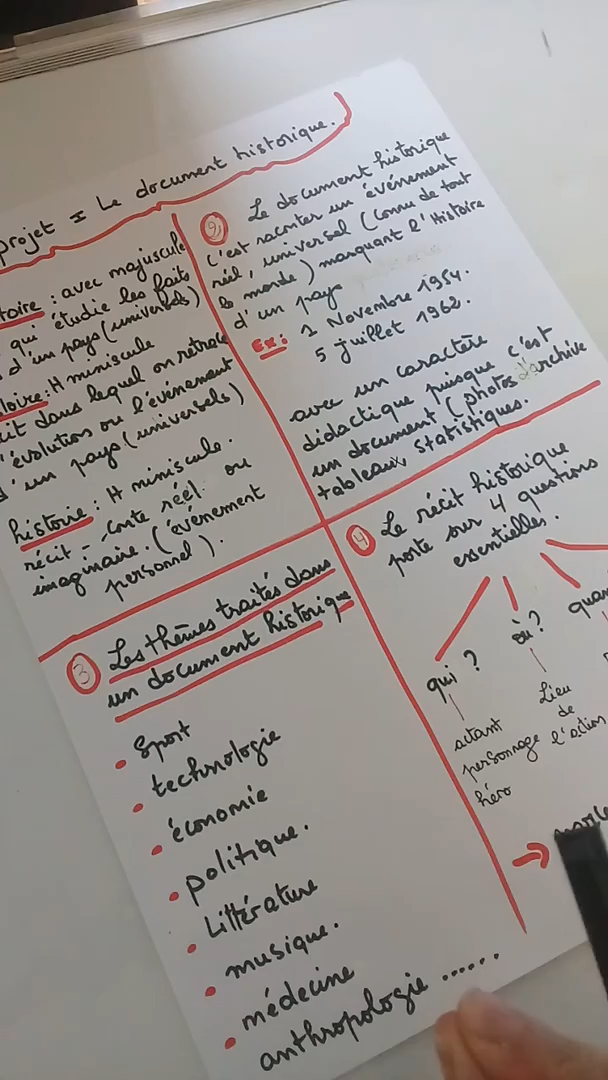 Projet I Le document historique.
toire : avec majuscule
qui étudie les faits
d'un pays (universels)
toire : H miniscule
cit dans lequel on retrace
'évolution ou l'événement
d'un pays (universels)
histoire : H miniscule.
récit - conte réel ou
imaginaire. (événement
personnel).
2 Le document historique
c'est raconter un événement
réel, universel (connu de tout
le monde) marquant l'Histoire
d'un pays
Ex : 1 Novembre 1954.
5 juillet 1962.
avec un caractère
didactique puisque c'est
un document (photos d'archive
tableaux, statistiques.
3 Les thèmes traités dans
un document historique
• Sport
• technologie
• économie
• politique.
• Littérature
• musique.
• médecine
anthropologie ......
4 Le récit historique
porte sur 4 questions
essentielles.
qui ? où ? quan
actant
personnage
héro
Lieu
de
l'action
→